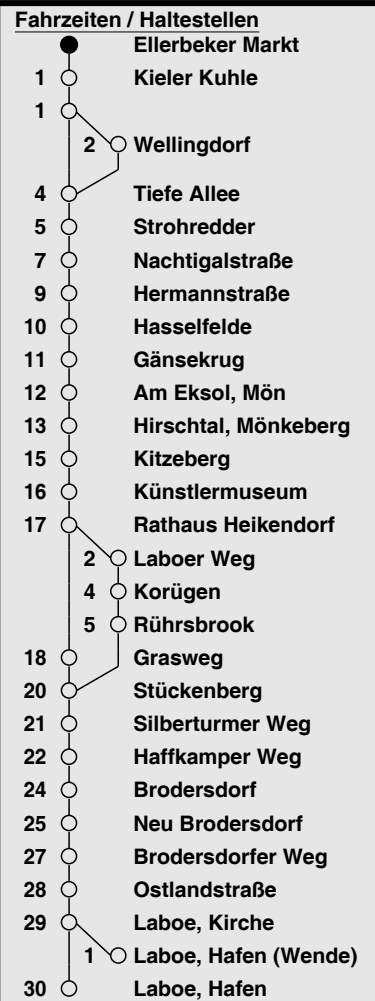 Fahrzeiten / Haltestellen
Ellerbeker Markt
1 Kieler Kuhle
1
2 Wellingdorf
4 Tiefe Allee
5 Strohredder
7 Nachtigalstraße
9 Hermannstraße
10 Hasselfelde
11 Gänsekrug
12 Am Eksol, Mön
13 Hirschtal, Mönkeberg
15 Kitzeberg
16 Künstlermuseum
17 Rathaus Heikendorf
2 Laboer Weg
4 Korügen
5 Rührsbrook
18 Grasweg
20 Stückenberg
21 Silberturmer Weg
22 Haffkamper Weg
24 Brodersdorf
25 Neu Brodersdorf
27 Brodersdorfer Weg
28 Ostlandstraße
29 Laboe, Kirche
1 Laboe, Hafen (Wende)
30 Laboe, Hafen